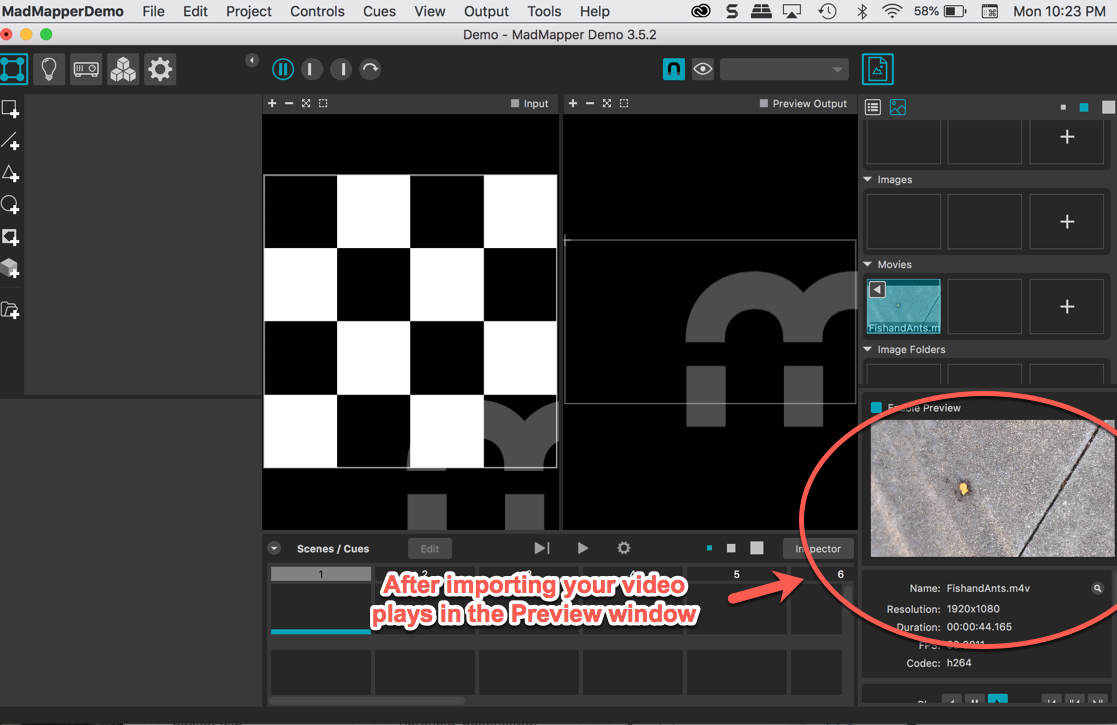 MadMapperDemo File Edit Project Controls Cues View Output Tools Help 58% Mon 10:23 PM
Demo - MadMapper Demo 3.5.2
Input
Preview Output
Images
Movies
FishandAnts.m
Image Folders
Enable Preview
Scenes / Cues Edit Inspector
1 2 5 6
After importing your video
plays in the Preview window
Name: FishandAnts.m4v
Resolution: 1920x1080
Duration: 00:00:44.165
FPS:
Codec: h264